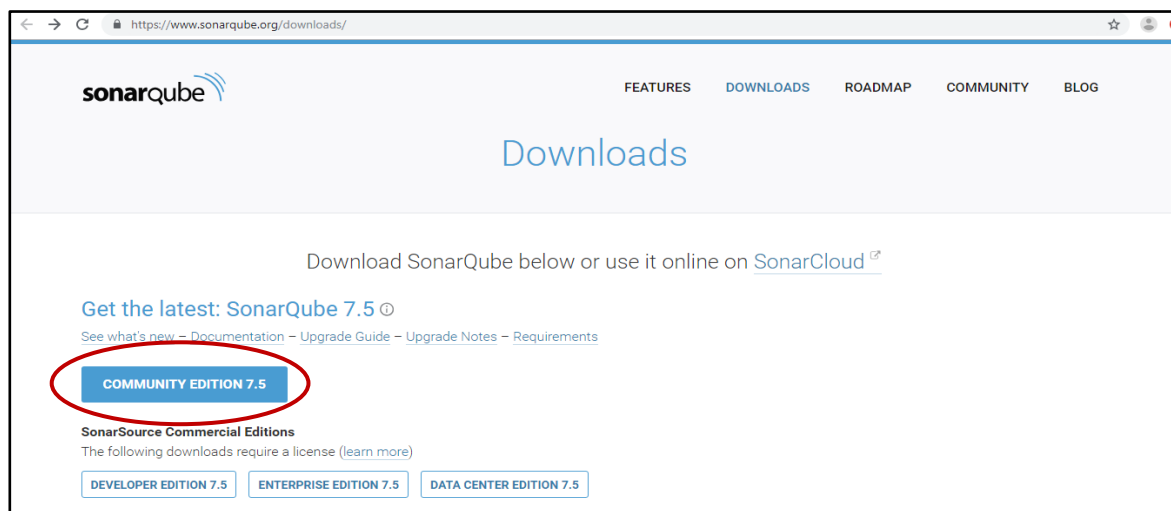 https://www.sonarqube.org/downloads/
sonarqube
FEATURES DOWNLOADS ROADMAP COMMUNITY BLOG
Downloads
Download SonarQube below or use it online on SonarCloud
Get the latest: SonarQube 7.5
See what's new – Documentation – Upgrade Guide – Upgrade Notes – Requirements
COMMUNITY EDITION 7.5
SonarSource Commercial Editions
The following downloads require a license (learn more)
DEVELOPER EDITION 7.5 ENTERPRISE EDITION 7.5 DATA CENTER EDITION 7.5